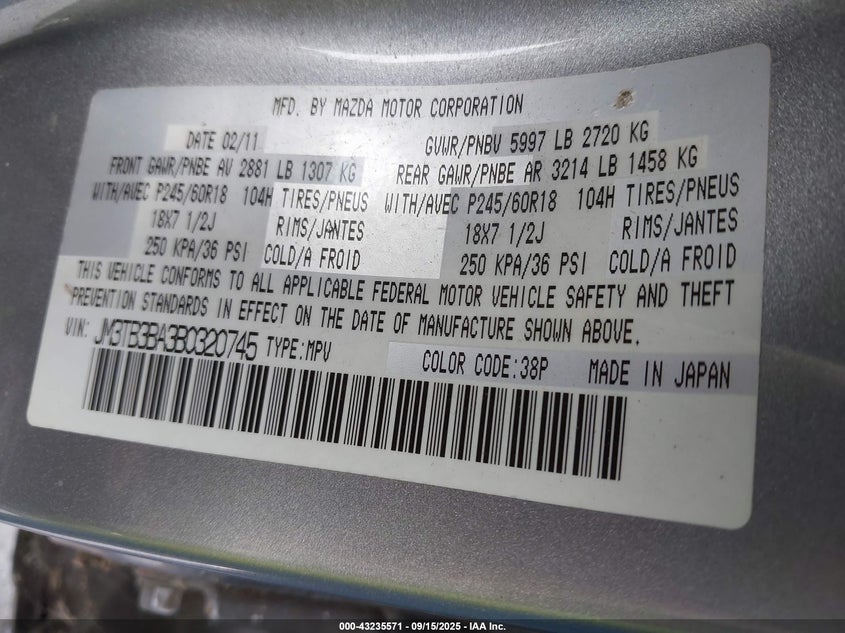 MFD. BY MAZDA MOTOR CORPORATION
DATE 02/11 GVWR/PNBV 5997 LB 2720 KG
FRONT GAWR/PNBE AV 2881 LB 1307 KG REAR GAWR/PNBE AR 3214 LB 1458 KG
WITH/AVEC P245/60R18 104H TIRES/PNEUS WITH/AVEC P245/60R18 104H TIRES/PNEUS
18X7 1/2J RIMS/JANTES 18X7 1/2J RIMS/JANTES
250 KPA/36 PSI COLD/A FROID 250 KPA/36 PSI COLD/A FROID
THIS VEHICLE CONFORMS TO ALL APPLICABLE FEDERAL MOTOR VEHICLE SAFETY AND THEFT
PREVENTION STANDARDS IN EFFECT ON THE DATE OF MANUFACTURE SHOWN ABOVE.
VIN: JM3TB3BA3B0320745 TYPE:MPV
COLOR CODE:38P MADE IN JAPAN
000-43235571 - 09/15/2025 - IAA Inc.